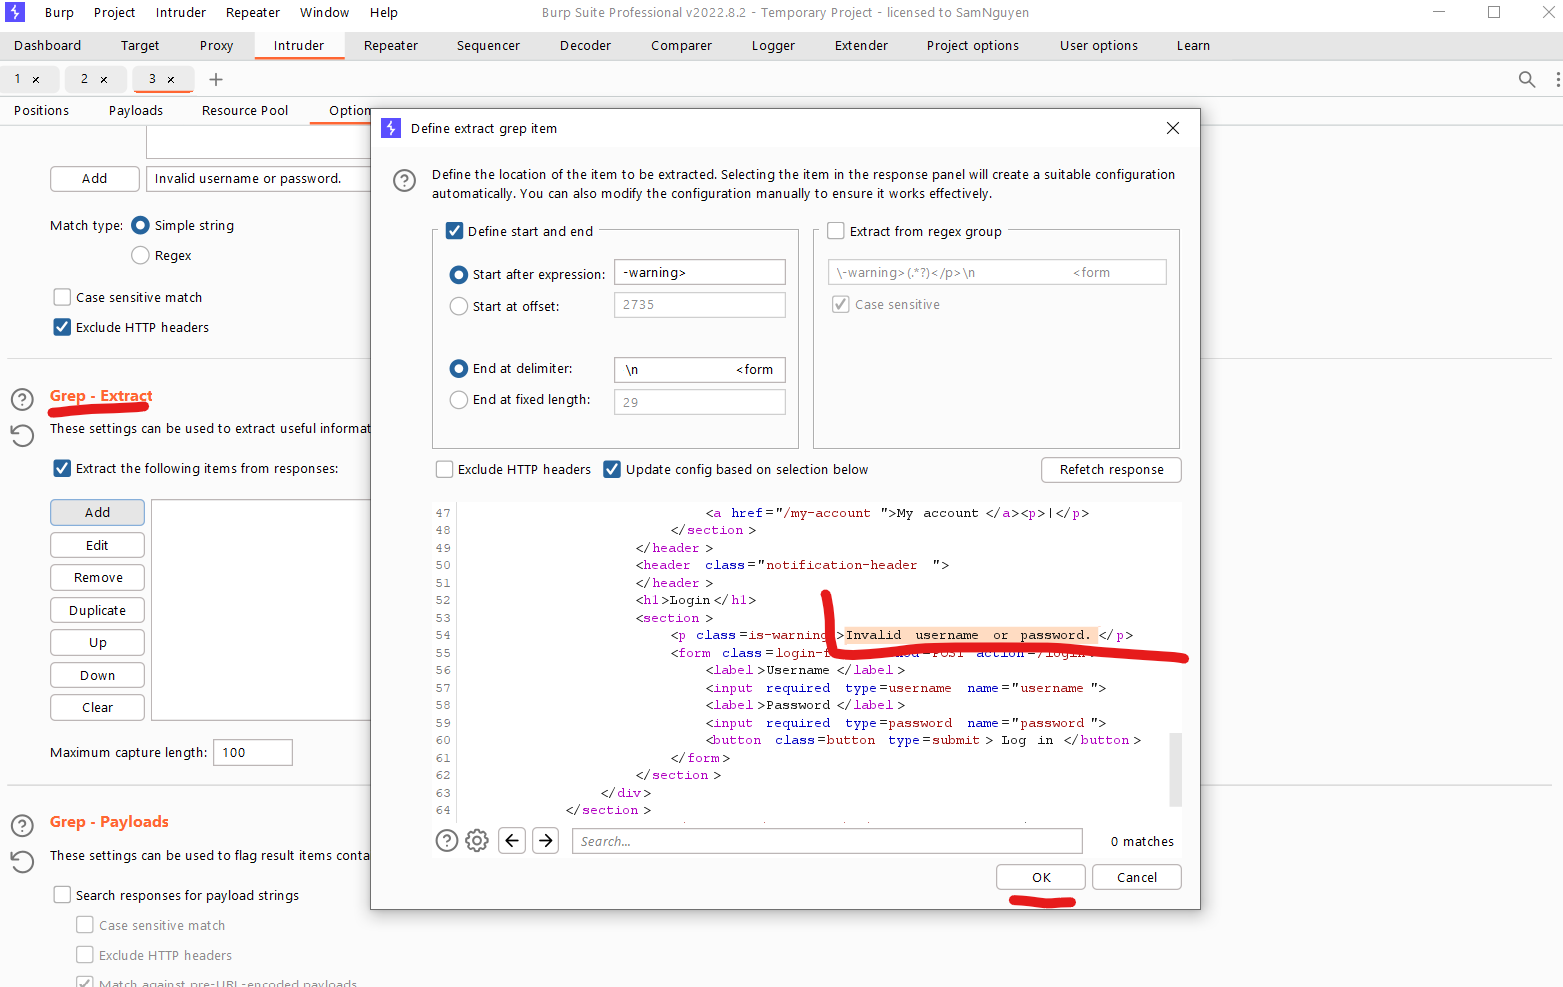 Burp Project Intruder Repeater Window Help Burp Suite Professional v2022.8.2 - Temporary Project - licensed to SamNguyen
Dashboard Target Proxy Intruder Repeater Sequencer Decoder Comparer Logger Extender Project options User options Learn
1 × 2 × 3 × +
Positions Payloads Resource Pool Option
Add Invalid username or password.
Match type: Simple string
Regex
Case sensitive match
Exclude HTTP headers
Grep - Extract
These settings can be used to extract useful informat
Extract the following items from responses:
Add
Edit
Remove
Duplicate
Up
Down
Clear
Maximum capture length: 100
Grep - Payloads
These settings can be used to flag result items conta
Search responses for payload strings
Case sensitive match
Exclude HTTP headers
Match against pre-URL-encoded payloads
Define extract grep item
Define the location of the item to be extracted. Selecting the item in the response panel will create a suitable configuration
automatically. You can also modify the configuration manually to ensure it works effectively.
Define start and end
Start after expression: -warning>
Start at offset: 2735
End at delimiter: \n <form
End at fixed length: 29
Extract from regex group
\-warning>(.*?)</p>\n <form
Case sensitive
Exclude HTTP headers Update config based on selection below Refetch response
47 <a href="/my-account">My account</a><p>|</p>
48 </section>
49 </header>
50 <header class="notification-header">
51 </header>
52 <h1>Login</h1>
53 <section>
54 <p class=is-warning>Invalid username or password.</p>
55 <form class=login-f =POST action=/login
56 <label>Username</label>
57 <input required type=username name="username">
58 <label>Password</label>
59 <input required type=password name="password">
60 <button class=button type=submit> Log in </button>
61 </form>
62 </section>
63 </div>
64 </section>
Search... 0 matches
OK Cancel